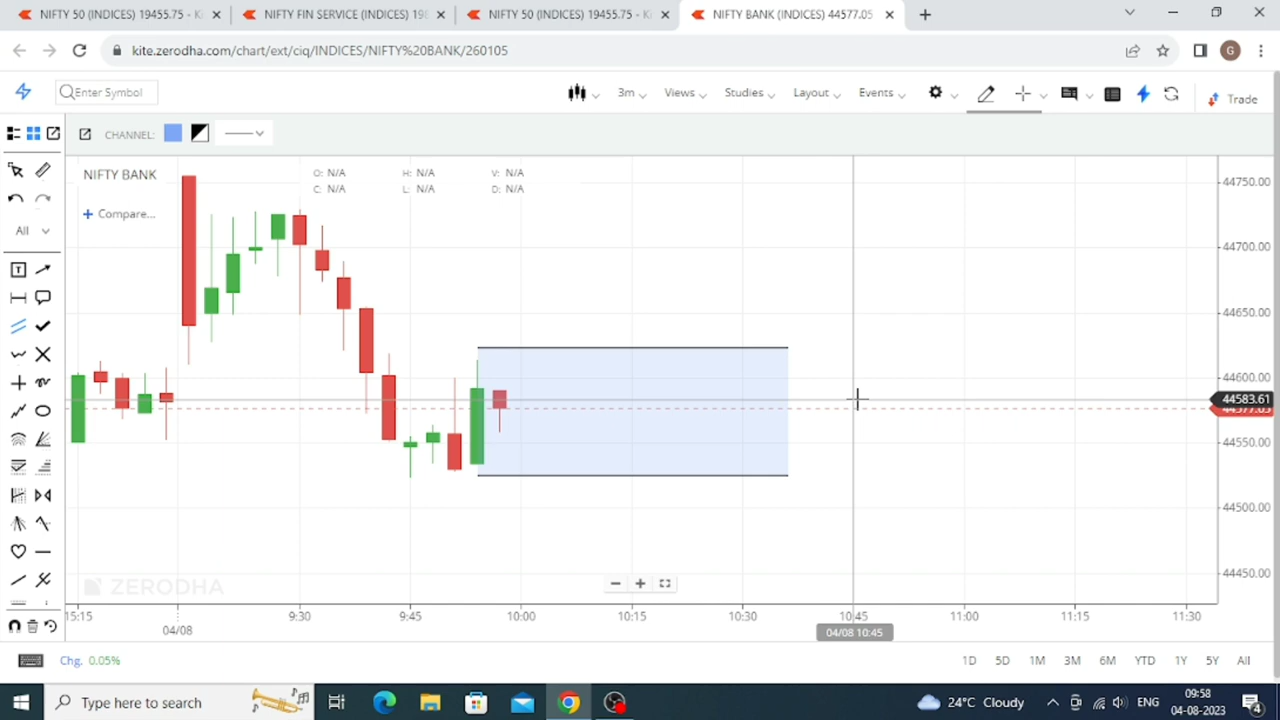 NIFTY 50 (INDICES) 19455.75 - K
NIFTY FIN SERVICE (INDICES) 198
NIFTY 50 (INDICES) 19455.75 - K
NIFTY BANK (INDICES) 44577.05
kite.zerodha.com/chart/ext/ciq/INDICES/NIFTY%20BANK/260105
G
Enter Symbol
3m
Views
Studies
Layout
Events
Trade
CHANNEL:
NIFTY BANK
O: N/A
H: N/A
V: N/A
C: N/A
L: N/A
D: N/A
+ Compare...
All
T
44750.00
44700.00
44650.00
44600.00
44583.61
44577.05
44550.00
44500.00
44450.00
ZERODHA
15:15
9:30
9:45
10:00
10:15
10:30
10:45
11:00
11:15
11:30
04/08
04/08 10:45
Chg. 0.05%
1D
5D
1M
3M
6M
YTD
1Y
5Y
All
Type here to search
24°C Cloudy
ENG
09:58
04-08-2023
4